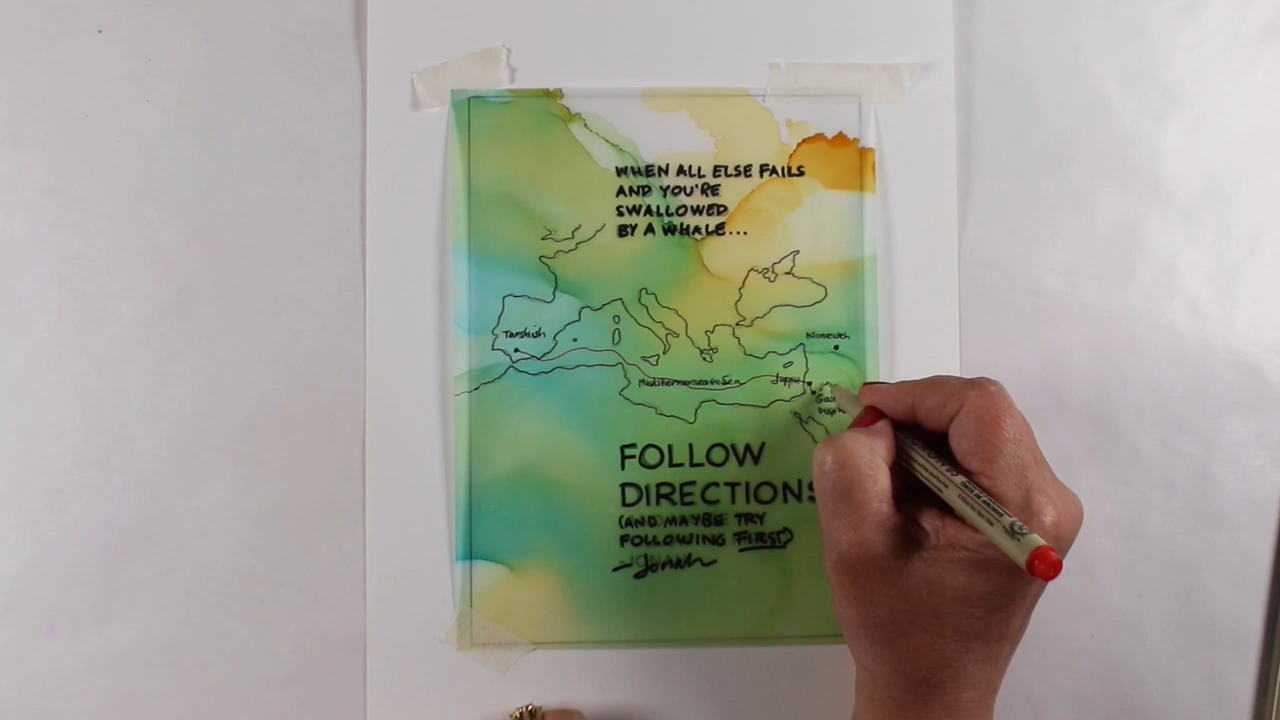 WHEN ALL ELSE FAILS
AND YOU'RE
SWALLOWED
BY A WHALE...
Tarshish
Nineveh
Mediterranean Sea
Joppa
FOLLOW
DIRECTIONS
(AND MAYBE TRY
FOLLOWING FIRST)
-Jonah